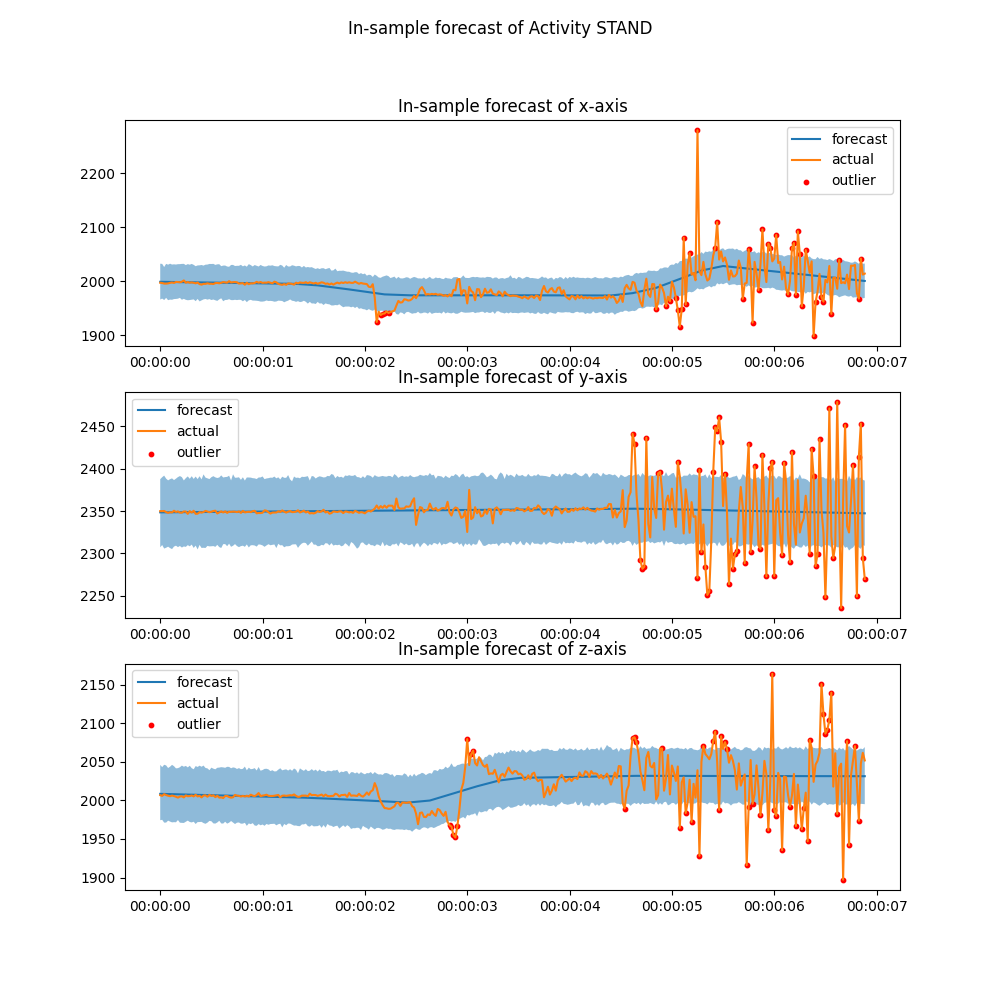 In-sample forecast of Activity STAND
In-sample forecast of x-axis
forecast
actual
outlier
2200
2100
2000
1900
00:00:00 00:00:01 00:00:02 00:00:03 00:00:04 00:00:05 00:00:06 00:00:07
In-sample forecast of y-axis
forecast
actual
outlier
2450
2400
2350
2300
2250
00:00:00 00:00:01 00:00:02 00:00:03 00:00:04 00:00:05 00:00:06 00:00:07
In-sample forecast of z-axis
forecast
actual
outlier
2150
2100
2050
2000
1950
1900
00:00:00 00:00:01 00:00:02 00:00:03 00:00:04 00:00:05 00:00:06 00:00:07